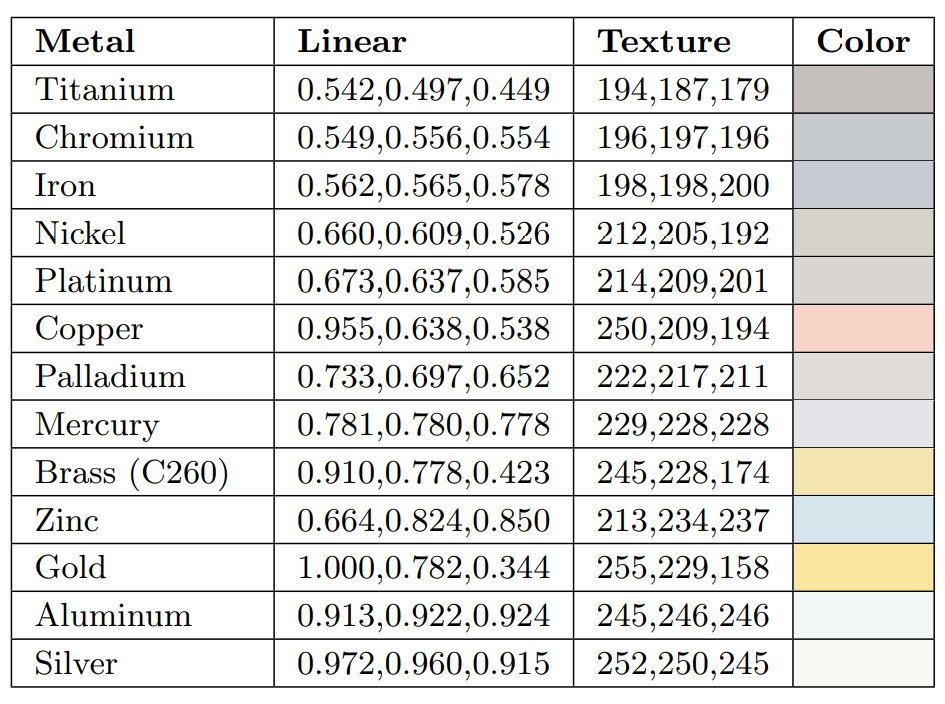 Metal Linear Texture Color
Titanium 0.542,0.497,0.449 194,187,179
Chromium 0.549,0.556,0.554 196,197,196
Iron 0.562,0.565,0.578 198,198,200
Nickel 0.660,0.609,0.526 212,205,192
Platinum 0.673,0.637,0.585 214,209,201
Copper 0.955,0.638,0.538 250,209,194
Palladium 0.733,0.697,0.652 222,217,211
Mercury 0.781,0.780,0.778 229,228,228
Brass (C260) 0.910,0.778,0.423 245,228,174
Zinc 0.664,0.824,0.850 213,234,237
Gold 1.000,0.782,0.344 255,229,158
Aluminum 0.913,0.922,0.924 245,246,246
Silver 0.972,0.960,0.915 252,250,245